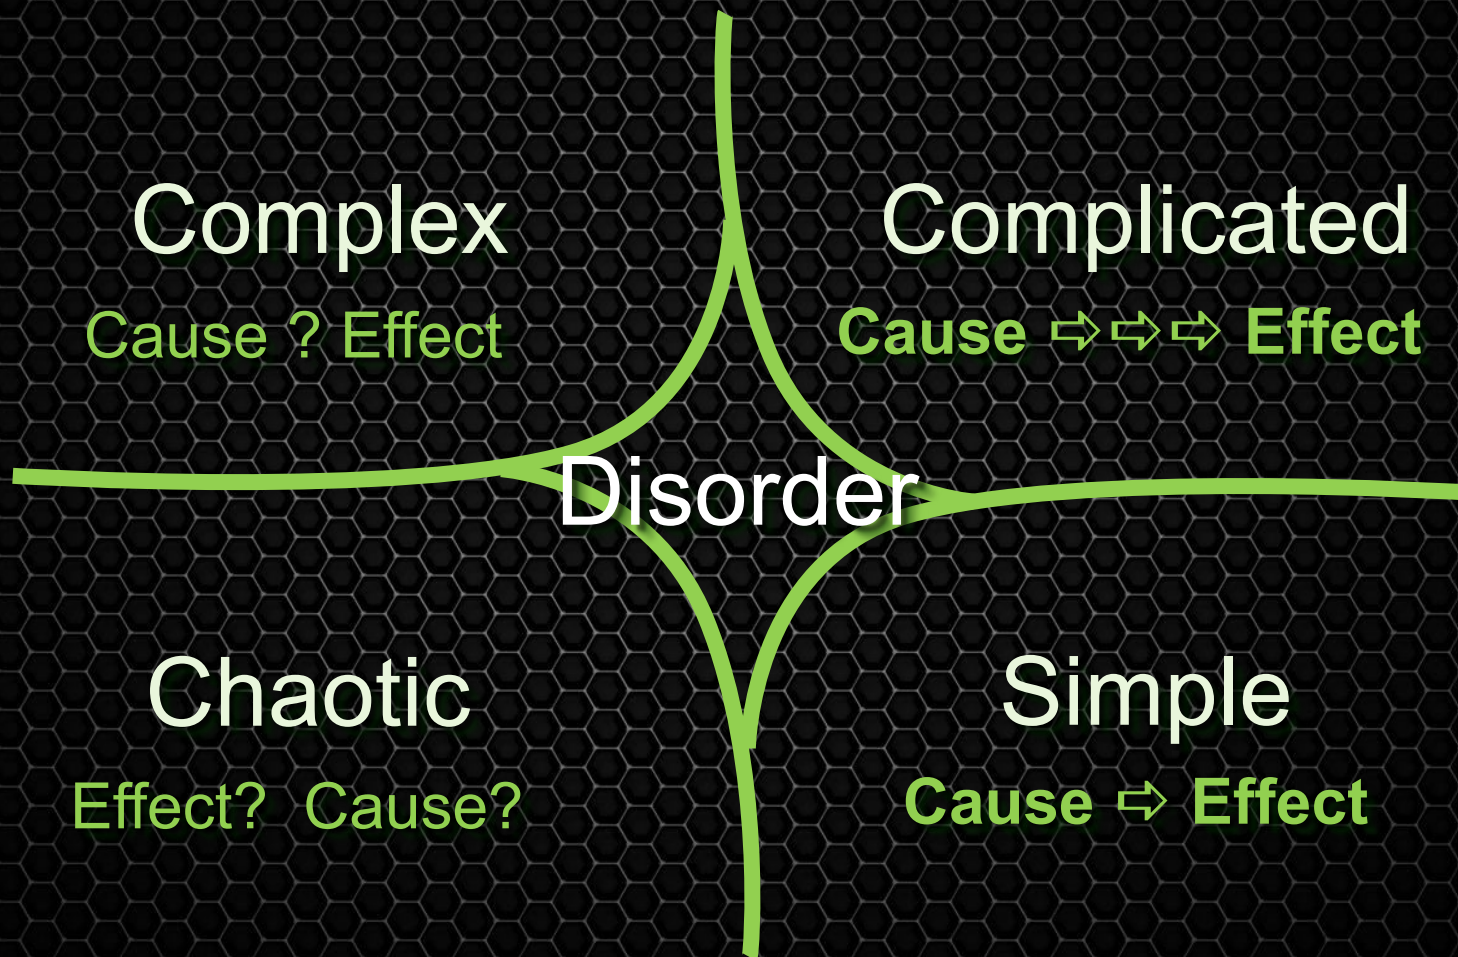 Complex
Cause ? Effect
Complicated
Cause ⇨⇨⇨ Effect
Disorder
Chaotic
Effect? Cause?
Simple
Cause ⇨ Effect